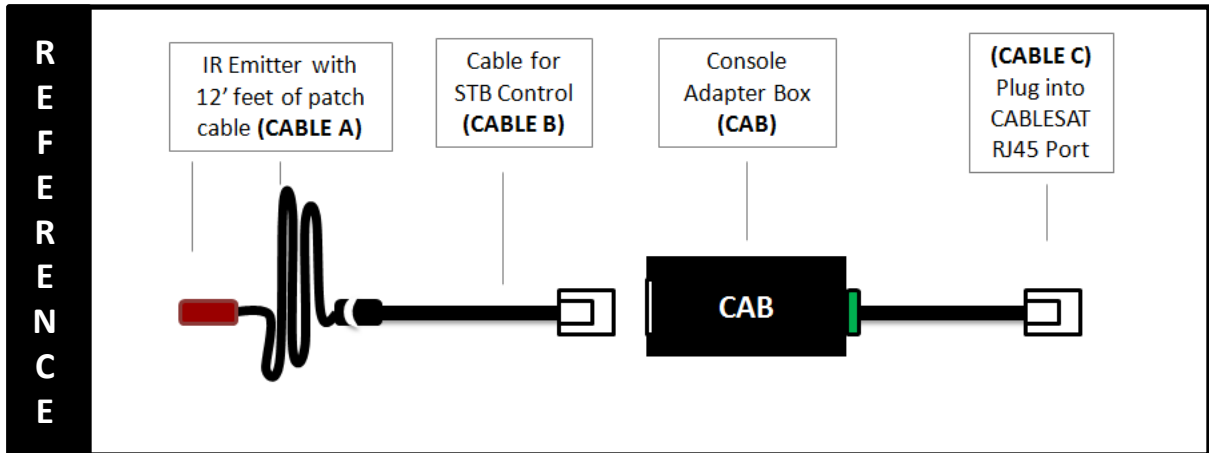 REFERENCE
IR Emitter with
12' feet of patch
cable (CABLE A)
Cable for
STB Control
(CABLE B)
Console
Adapter Box
(CAB)
(CABLE C)
Plug into
CABLESAT
RJ45 Port
CAB